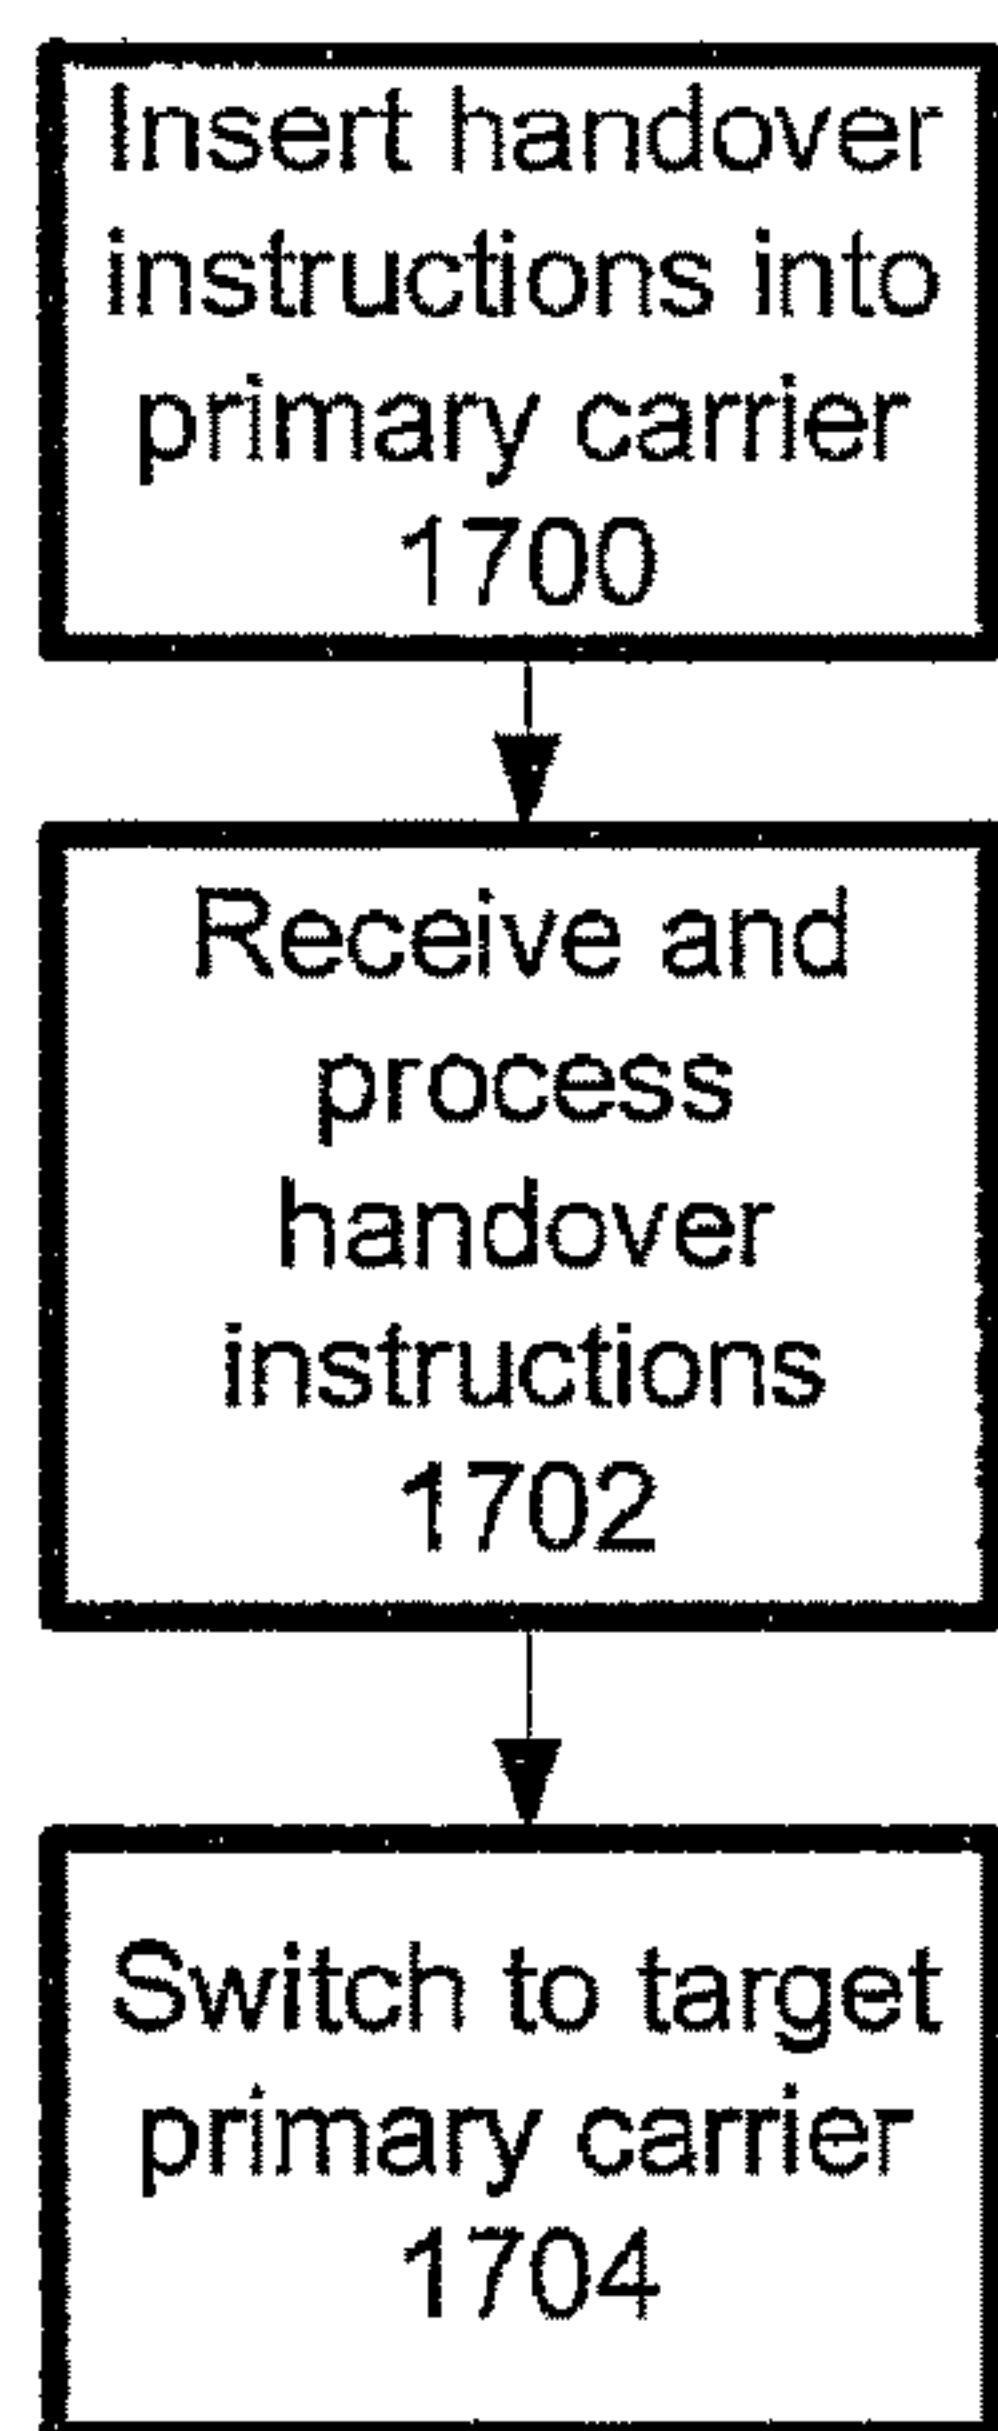 Insert handover
instructions into
primary carrier
1700
Receive and
process
handover
instructions
1702
Switch to target
primary carrier
1704